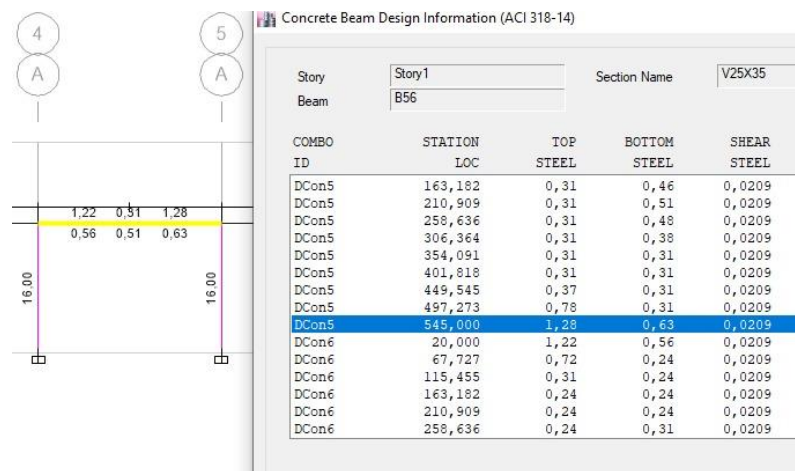 4 5
A A
1,22 0,31 1,28
0,56 0,51 0,63
16,00 16,00
Concrete Beam Design Information (ACI 318-14)
Story Story1 Section Name V25X35
Beam B56
COMBO STATION TOP BOTTOM SHEAR
ID LOC STEEL STEEL STEEL
DCon5 163,182 0,31 0,46 0,0209
DCon5 210,909 0,31 0,51 0,0209
DCon5 258,636 0,31 0,48 0,0209
DCon5 306,364 0,31 0,38 0,0209
DCon5 354,091 0,31 0,31 0,0209
DCon5 401,818 0,31 0,31 0,0209
DCon5 449,545 0,37 0,31 0,0209
DCon5 497,273 0,78 0,31 0,0209
DCon5 545,000 1,28 0,63 0,0209
DCon6 20,000 1,22 0,56 0,0209
DCon6 67,727 0,72 0,24 0,0209
DCon6 115,455 0,31 0,24 0,0209
DCon6 163,182 0,24 0,24 0,0209
DCon6 210,909 0,24 0,24 0,0209
DCon6 258,636 0,24 0,31 0,0209